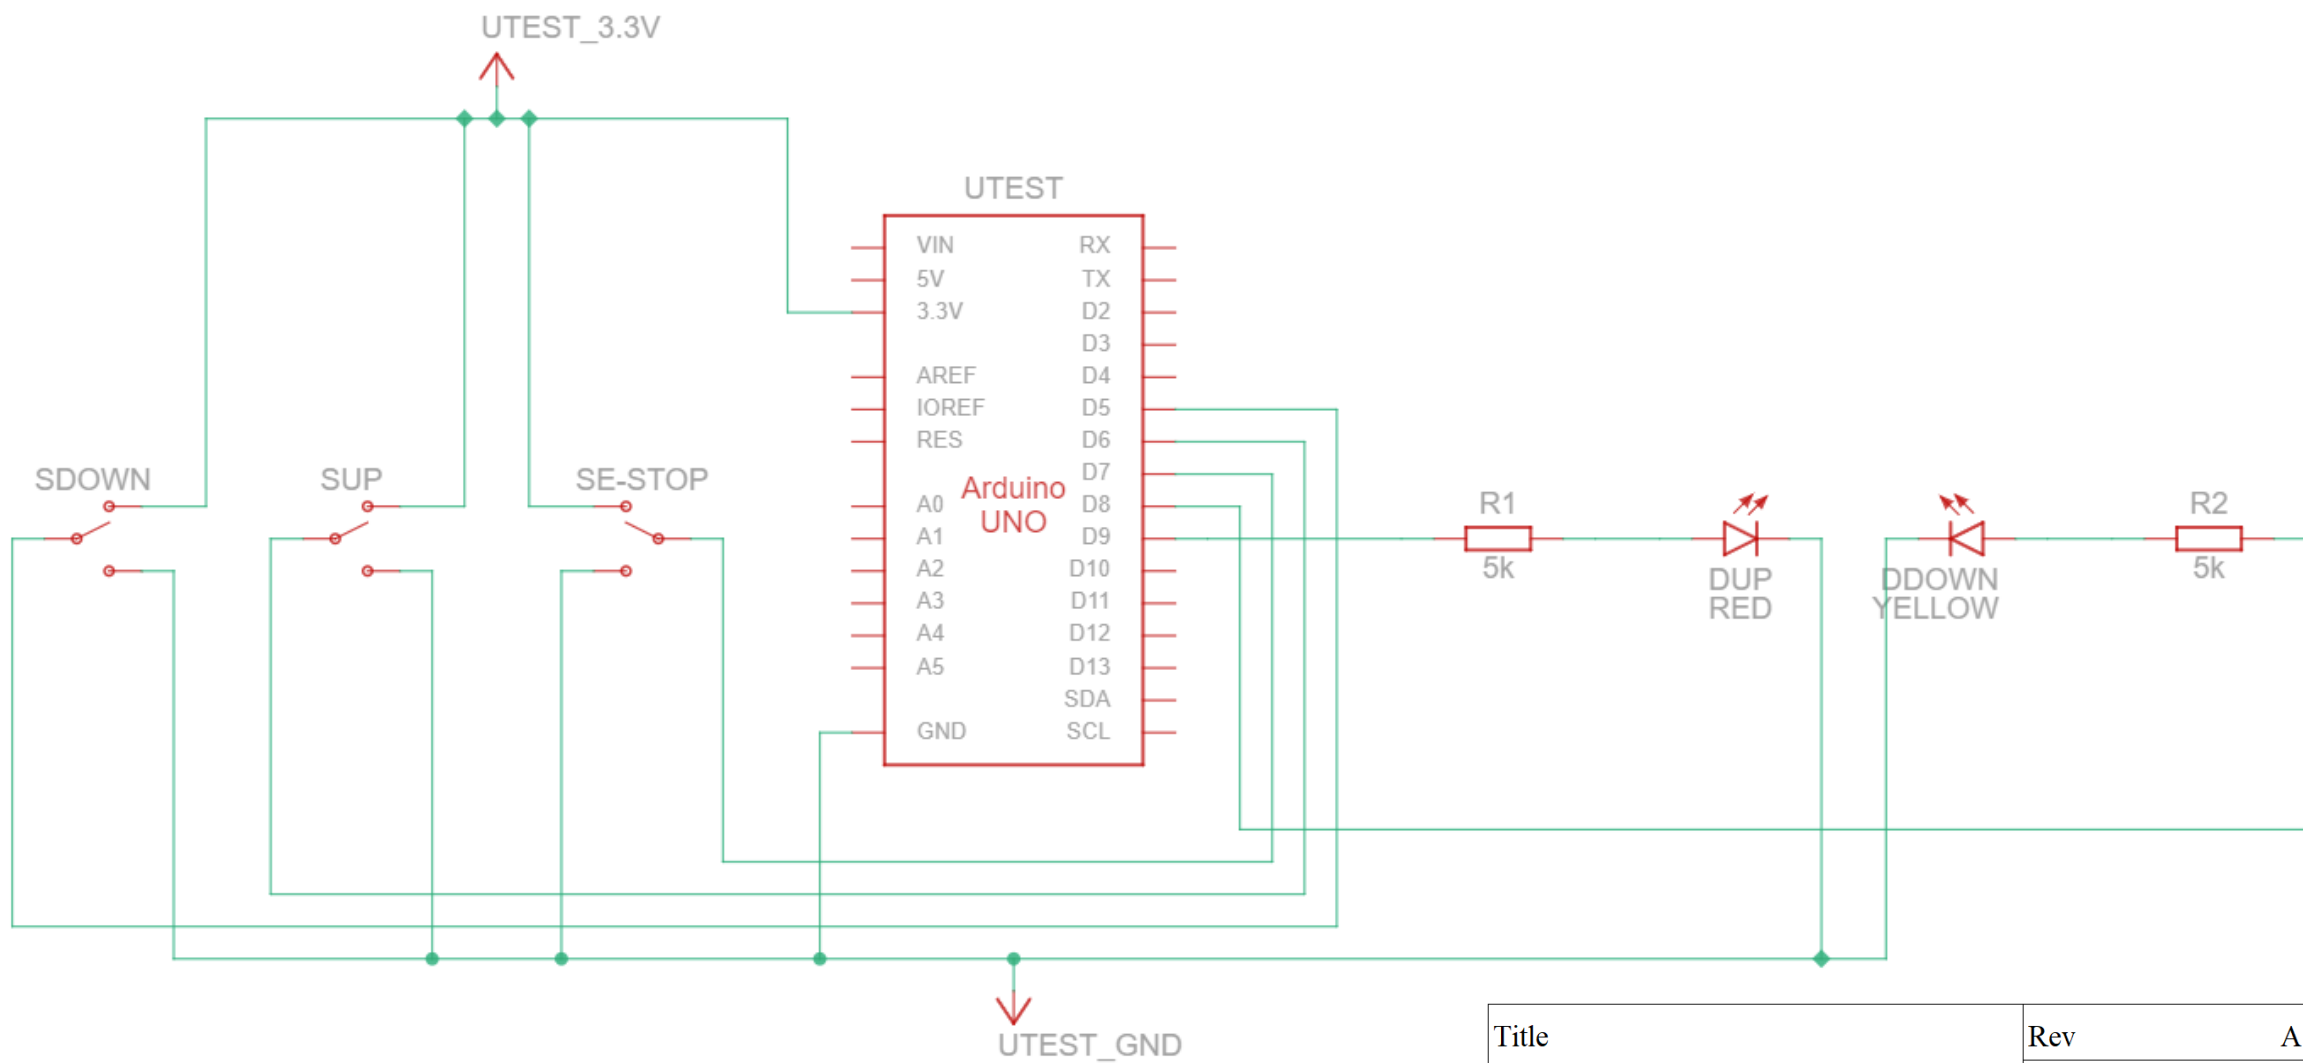 UTEST_3.3V
UTEST
VIN
RX
5V
TX
3.3V
D2
D3
AREF
D4
IOREF
D5
RES
D6
D7
Arduino
UNO
A0
D8
A1
D9
A2
D10
A3
D11
A4
D12
A5
D13
SDA
GND
SCL
SDOWN
SUP
SE-STOP
R1
5k
DUP
RED
DDOWN
YELLOW
R2
5k
UTEST_GND
Title
Rev
A